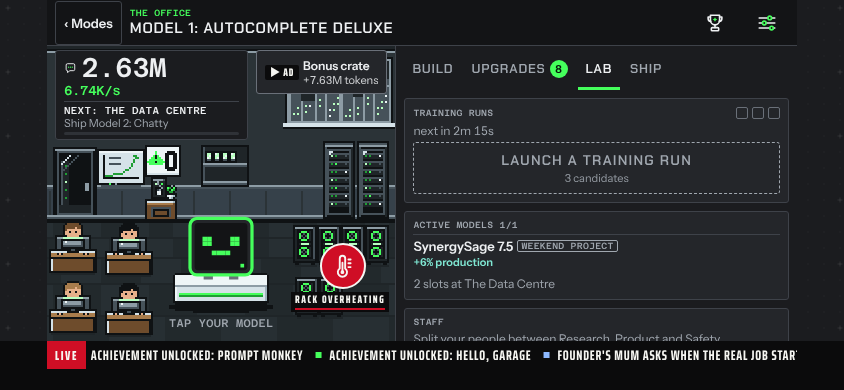 ‹ Modes
THE OFFICE
MODEL 1: AUTOCOMPLETE DELUXE
2.63M
6.74K/s
NEXT: THE DATA CENTRE
Ship Model 2: Chatty
AD
Bonus crate
+7.63M tokens
RACK OVERHEATING
TAP YOUR MODEL
BUILD UPGRADES 8 LAB SHIP
TRAINING RUNS
next in 2m 15s
LAUNCH A TRAINING RUN
3 candidates
ACTIVE MODELS 1/1
SynergySage 7.5 WEEKEND PROJECT
+6% production
2 slots at The Data Centre
STAFF
Split your people between Research, Product and Safety
LIVE ACHIEVEMENT UNLOCKED: PROMPT MONKEY ACHIEVEMENT UNLOCKED: HELLO, GARAGE FOUNDER'S MUM ASKS WHEN THE REAL JOB